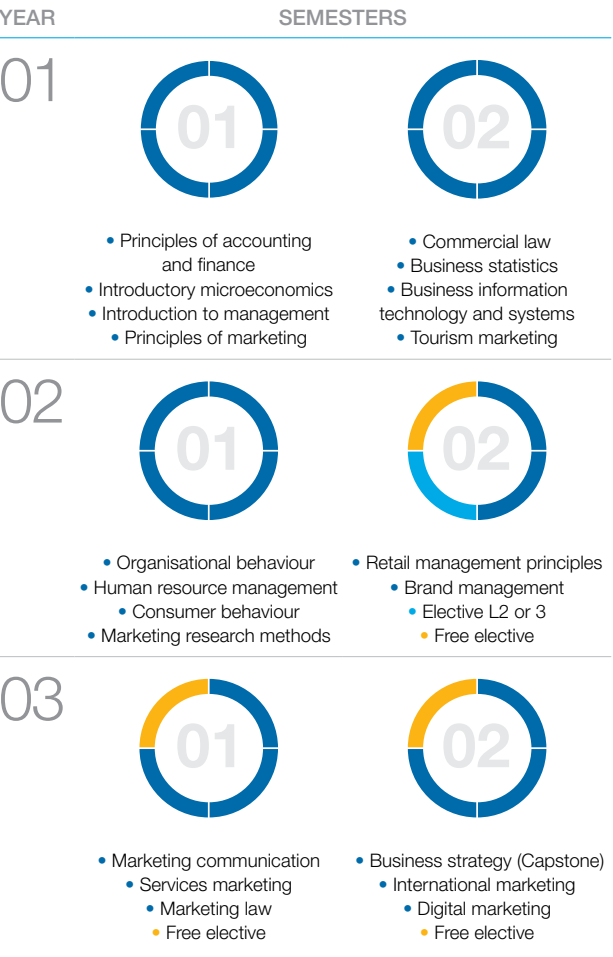 YEAR SEMESTERS
01
01
• Principles of accounting
and finance
• Introductory microeconomics
• Introduction to management
• Principles of marketing
02
• Commercial law
• Business statistics
• Business information
technology and systems
• Tourism marketing
02
01
• Organisational behaviour
• Human resource management
• Consumer behaviour
• Marketing research methods
02
• Retail management principles
• Brand management
• Elective L2 or 3
• Free elective
03
01
• Marketing communication
• Services marketing
• Marketing law
• Free elective
02
• Business strategy (Capstone)
• International marketing
• Digital marketing
• Free elective